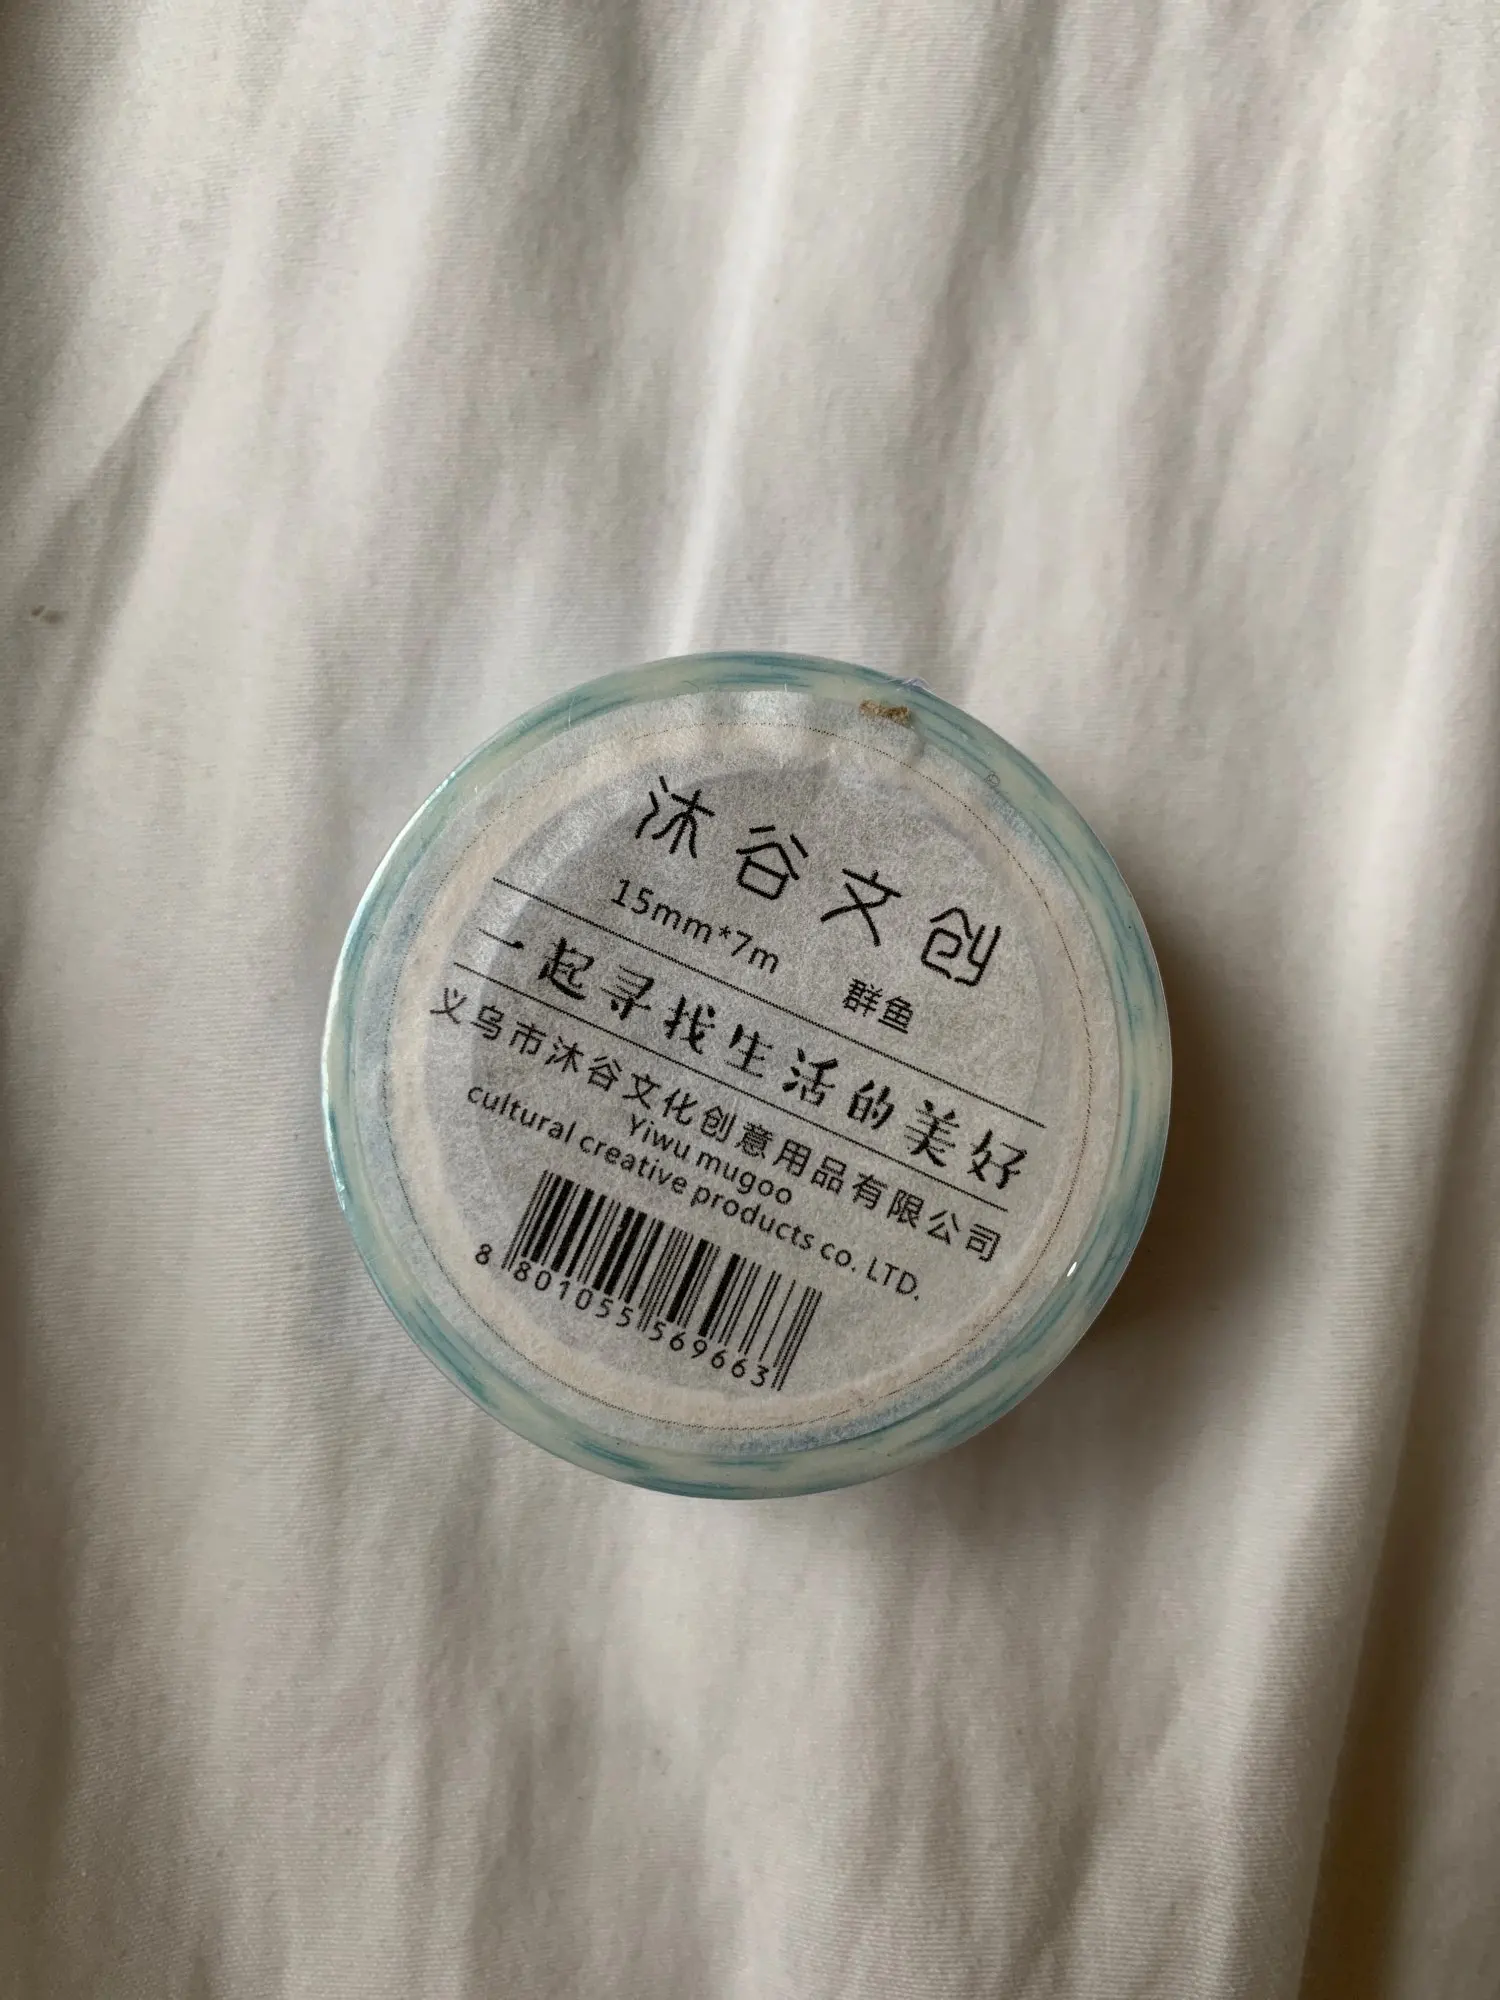 沐谷文创
15mm*7m 群鱼
一起寻找生活的美好
义乌市沐谷文化创意用品有限公司
Yiwu mugoo
cultural creative products co. LTD.
8 801055 569663